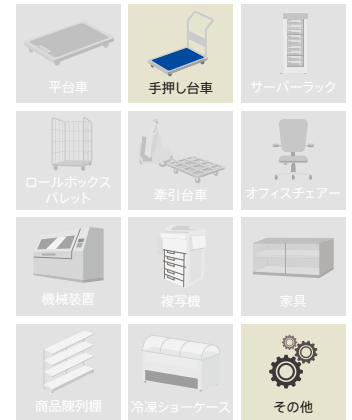 平台車
手押し台車
サーバーラック
ロールボックス
パレット
牽引台車
オフィスチェアー
機械装置
複写機
家具
商品陳列棚
冷凍ショーケース
その他